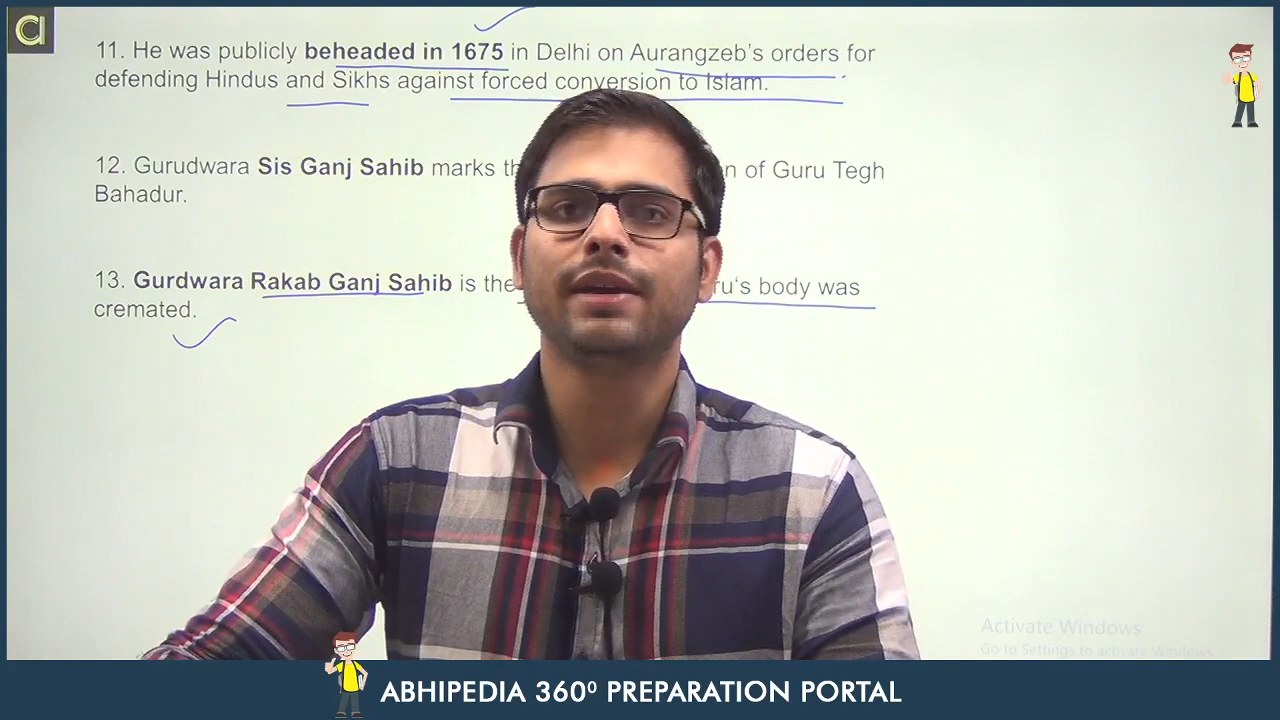 11. He was publicly beheaded in 1675 in Delhi on Aurangzeb's orders for
defending Hindus and Sikhs against forced conversion to Islam.
12. Gurudwara Sis Ganj Sahib marks of Guru Tegh
Bahadur.
13. Gurdwara Rakab Ganj Sahib is the body was
cremated.
Activate Windows
Go to Settings to activate Windows.
ABHIPEDIA 360⁰ PREPARATION PORTAL